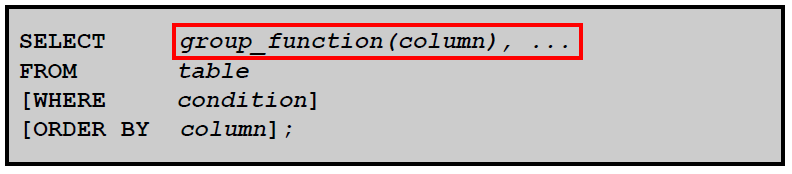 SELECT group_function(column), ...
FROM table
[WHERE condition]
[ORDER BY column];